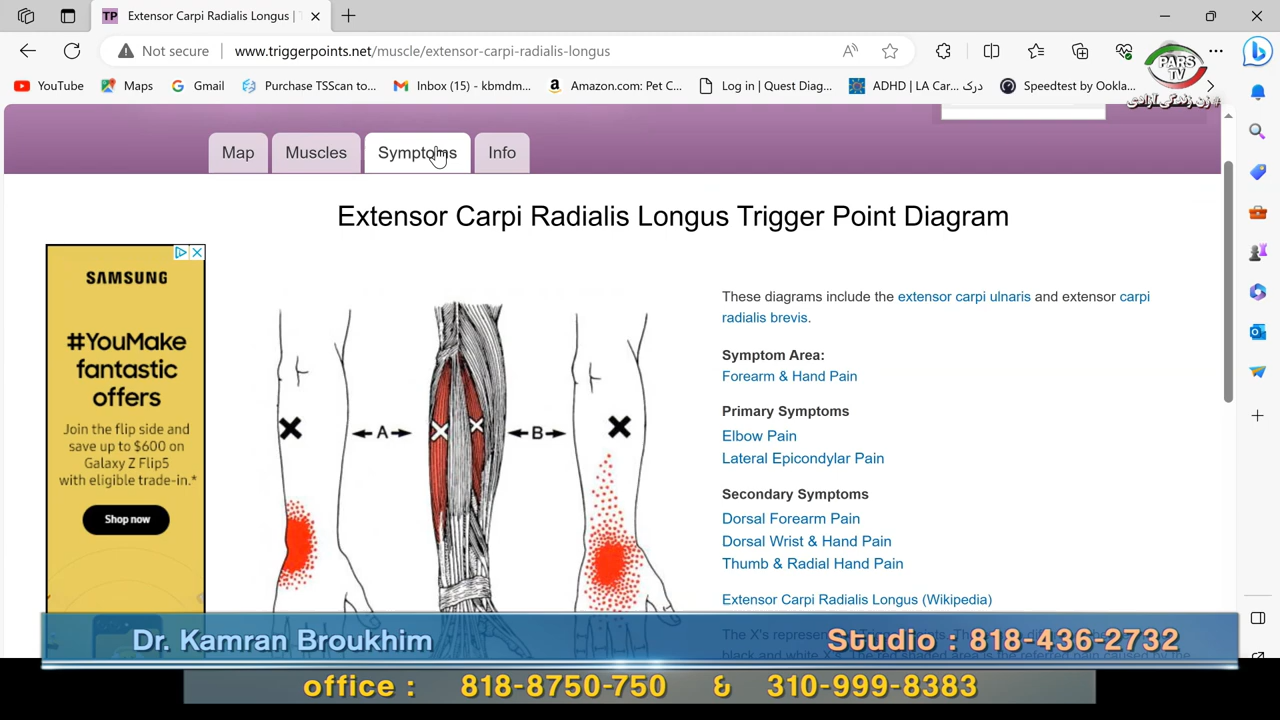 TP Extensor Carpi Radialis Longus | T
Not secure www.triggerpoints.net/muscle/extensor-carpi-radialis-longus
PARS
TV
YouTube Maps Gmail Purchase TSScan to... Inbox (15) - kbmdm... Amazon.com: Pet C... Log in | Quest Diag... ADHD | LA Car... درک Speedtest by Ookla...
# زن زندگی آزادی
Map Muscles Symptoms Info
Extensor Carpi Radialis Longus Trigger Point Diagram
SAMSUNG
#YouMake
fantastic
offers
Join the flip side and
save up to $600 on
Galaxy Z Flip5
with eligible trade-in.*
Shop now
A
B
These diagrams include the extensor carpi ulnaris and extensor carpi
radialis brevis.
Symptom Area:
Forearm & Hand Pain
Primary Symptoms
Elbow Pain
Lateral Epicondylar Pain
Secondary Symptoms
Dorsal Forearm Pain
Dorsal Wrist & Hand Pain
Thumb & Radial Hand Pain
Extensor Carpi Radialis Longus (Wikipedia)
Dr. Kamran Broukhim
Studio : 818-436-2732
office : 818-8750-750 & 310-999-8383